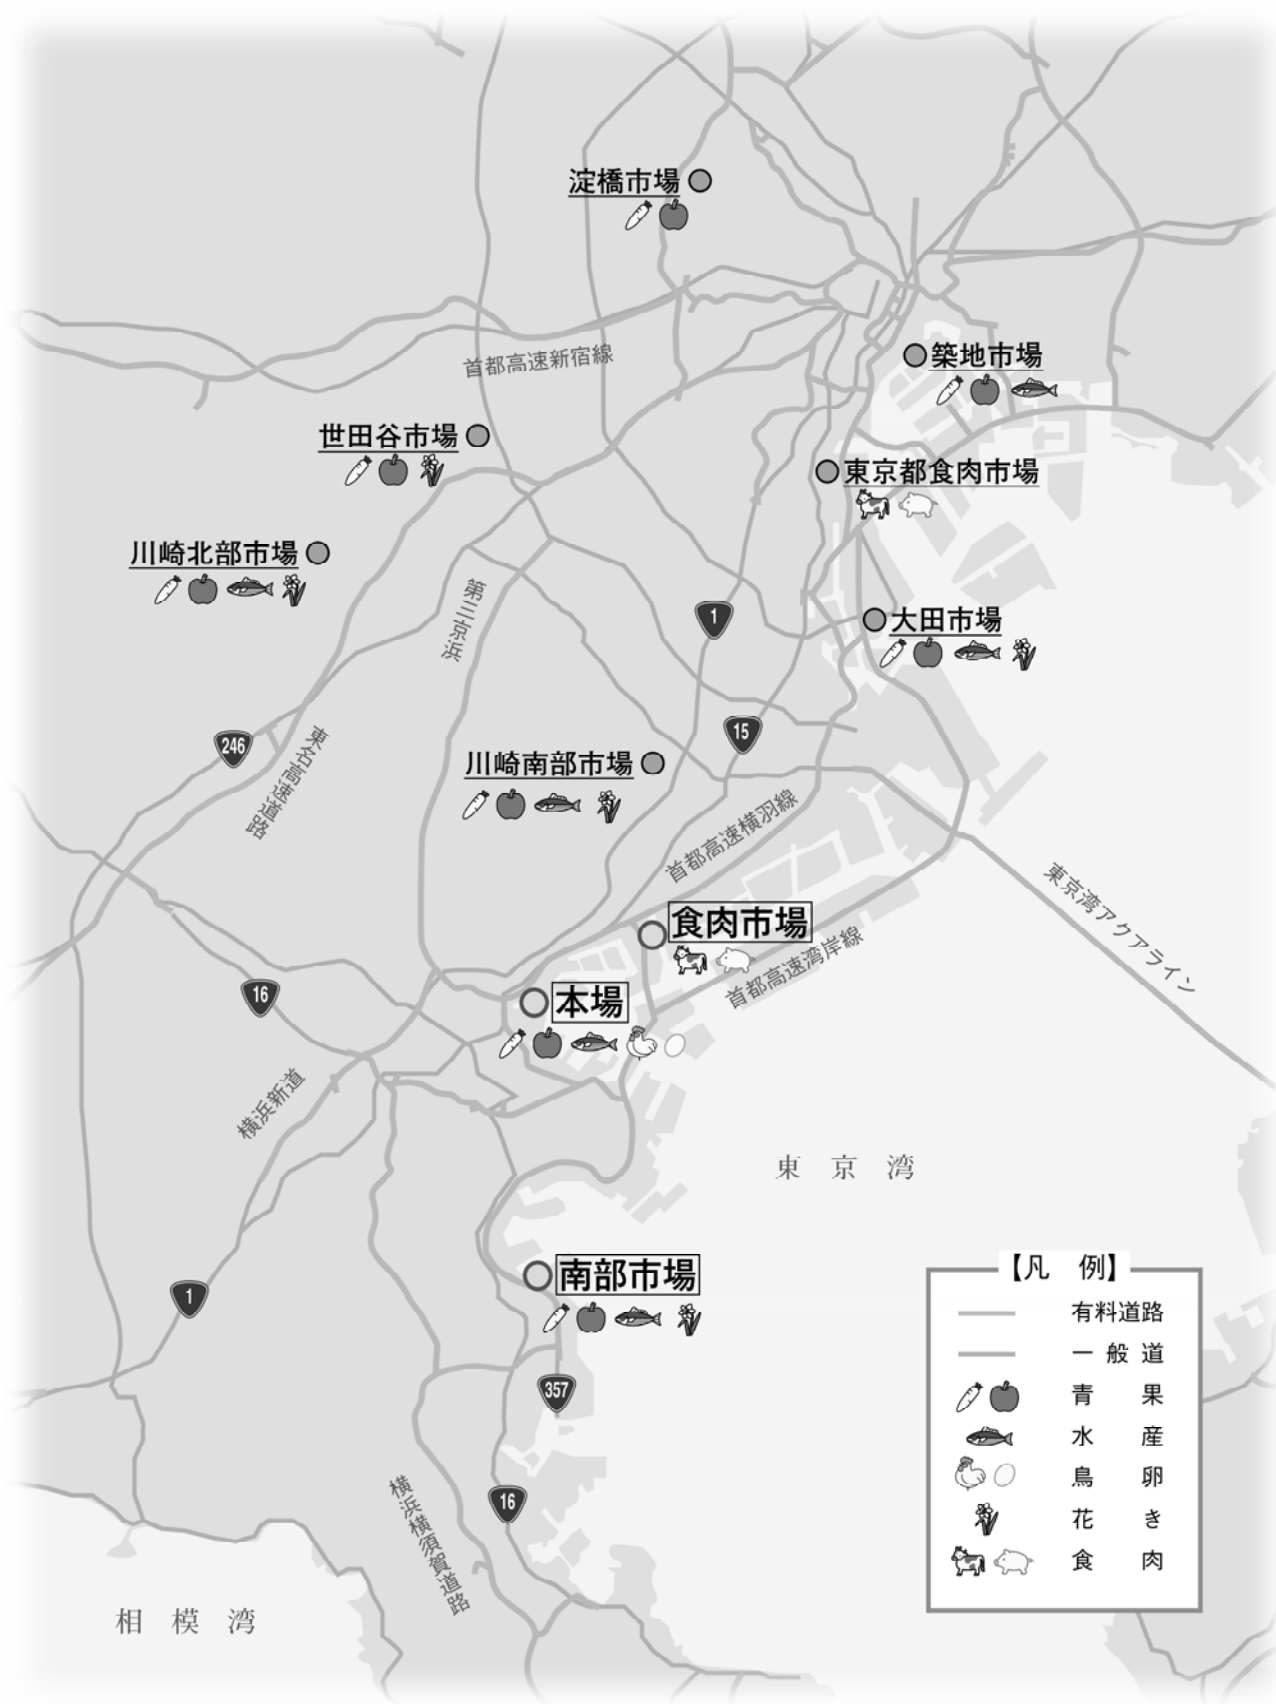 淀橋市場
首都高速新宿線
築地市場
世田谷市場
東京都食肉市場
川崎北部市場
第三京浜
1
大田市場
246
東名高速道路
15
川崎南部市場
首都高速横羽線
東京湾アクアライン
食肉市場
首都高速湾岸線
16
本場
横浜新道
東京湾
南部市場
1
357
16
横浜横須賀道路
相模湾
【凡 例】
有料道路
一般道
青果
水産
鳥卵
花き
食肉